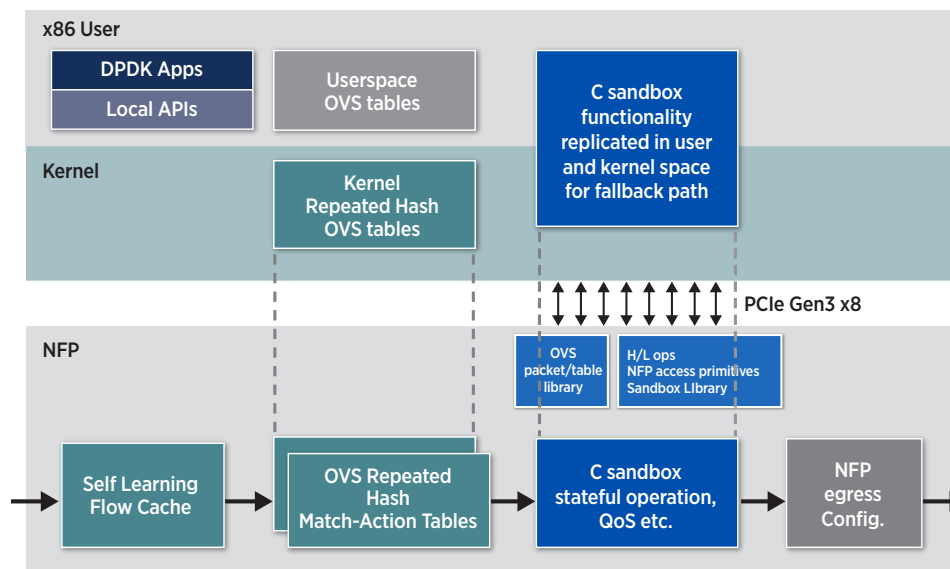 x86 User
DPDK Apps
Local APIs
Userspace
OVS tables
C sandbox
functionality
replicated in user
and kernel space
for fallback path
Kernel
Kernel
Repeated Hash
OVS tables
PCIe Gen3 x8
NFP
OVS
packet/table
library
H/L ops
NFP access primitives
Sandbox LIbrary
Self Learning
Flow Cache
OVS Repeated
Hash
Match-Action Tables
C sandbox
stateful operation,
QoS etc.
NFP
egress
Config.